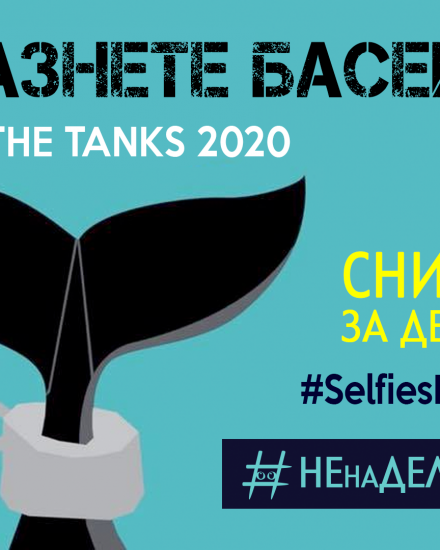 АЗНЕТЕ БАСЕ
THE TANKS 2020
СНИ
ЗА ДЕ
#Selfies
# НЕнаДЕЛ